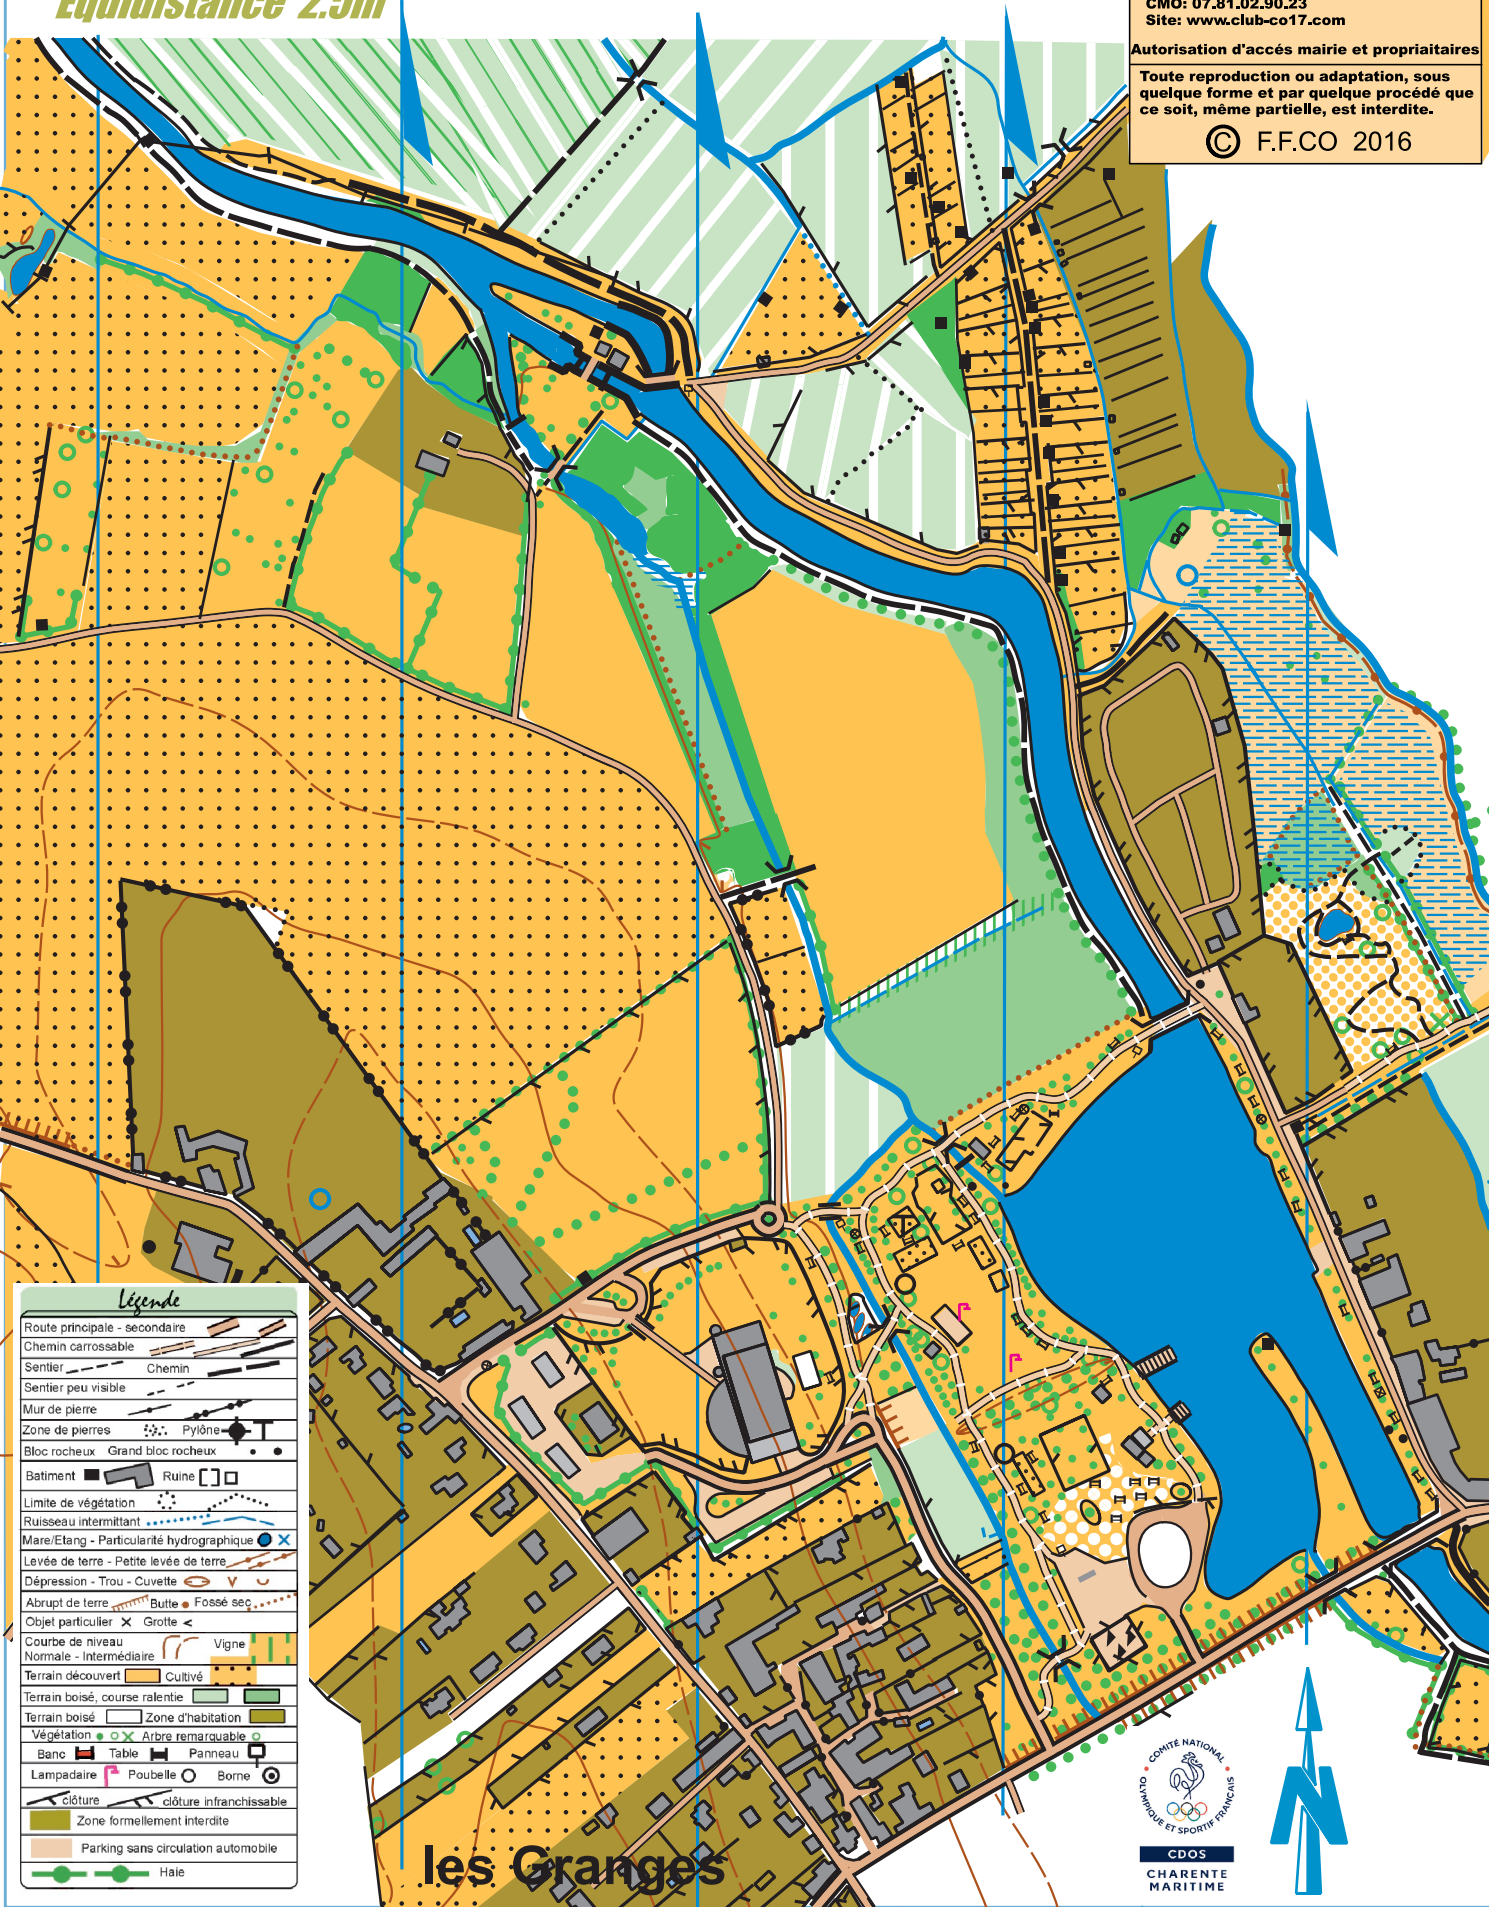 Equidistance 2.5m
CMO: 07.81.02.90.23
Site: www.club-co17.com
Autorisation d'accés mairie et propriaitaires
Toute reproduction ou adaptation, sous
quelque forme et par quelque procédé que
ce soit, même partielle, est interdite.
© F.F.CO 2016
Légende
Route principale - secondaire
Chemin carrossable
Sentier Chemin
Sentier peu visible
Mur de pierre
Zone de pierres Pylône
Bloc rocheux Grand bloc rocheux
Batiment Ruine
Limite de végétation
Ruisseau intermittant
Mare/Etang - Particularité hydrographique
Levée de terre - Petite levée de terre
Dépression - Trou - Cuvette
Abrupt de terre Butte Fossé sec
Objet particulier Grotte
Courbe de niveau
Normale - Intermédiaire Vigne
Terrain découvert Cultivé
Terrain boisé, course ralentie
Terrain boisé Zone d'habitation
Végétation Arbre remarquable
Banc Table Panneau
Lampadaire Poubelle Borne
clôture clôture infranchissable
Zone formellement interdite
Parking sans circulation automobile
Haie
les Granges
COMITÉ NATIONAL
OLYMPIQUE ET SPORTIF FRANÇAIS
CDOS
CHARENTE
MARITIME
N